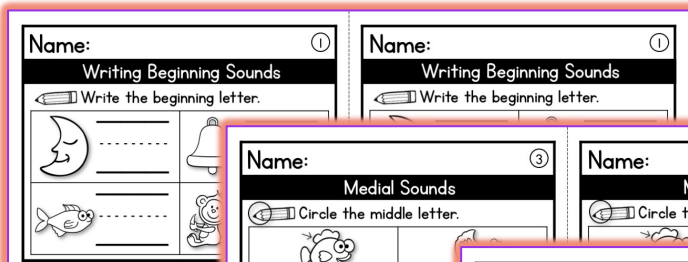 Name: 1
Writing Beginning Sounds
Write the beginning letter.
Name: 1
Writing Beginning Sounds
Write the beginning letter.
Name: 3
Medial Sounds
Circle the middle letter.
Name:
Circle